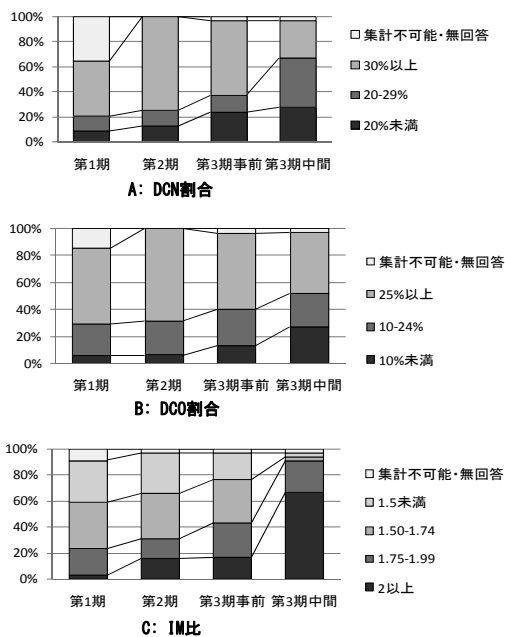 100%
80%
60%
40%
20%
0%
第1期 第2期 第3期事前 第3期中間
集計不可能・無回答
30%以上
20-29%
20%未満
A: DCN割合
100%
80%
60%
40%
20%
0%
第1期 第2期 第3期事前 第3期中間
集計不可能・無回答
25%以上
10-24%
10%未満
B: DCO割合
100%
80%
60%
40%
20%
0%
第1期 第2期 第3期事前 第3期中間
集計不可能・無回答
1.5未満
1.50-1.74
1.75-1.99
2以上
C: IM比